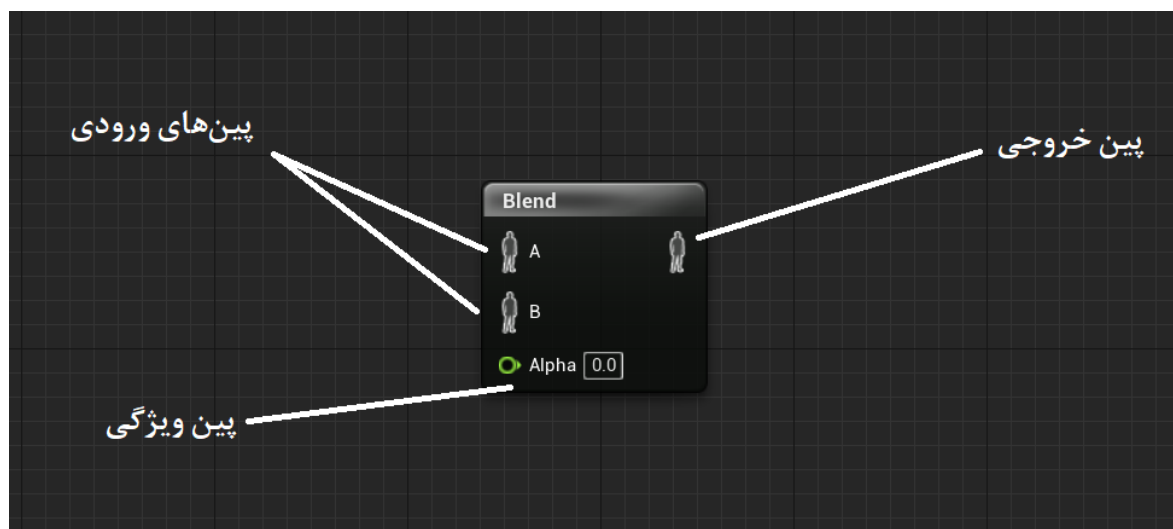 پین‌های ورودی
پین خروجی
Blend
A
B
Alpha 0.0
پین ویژگی